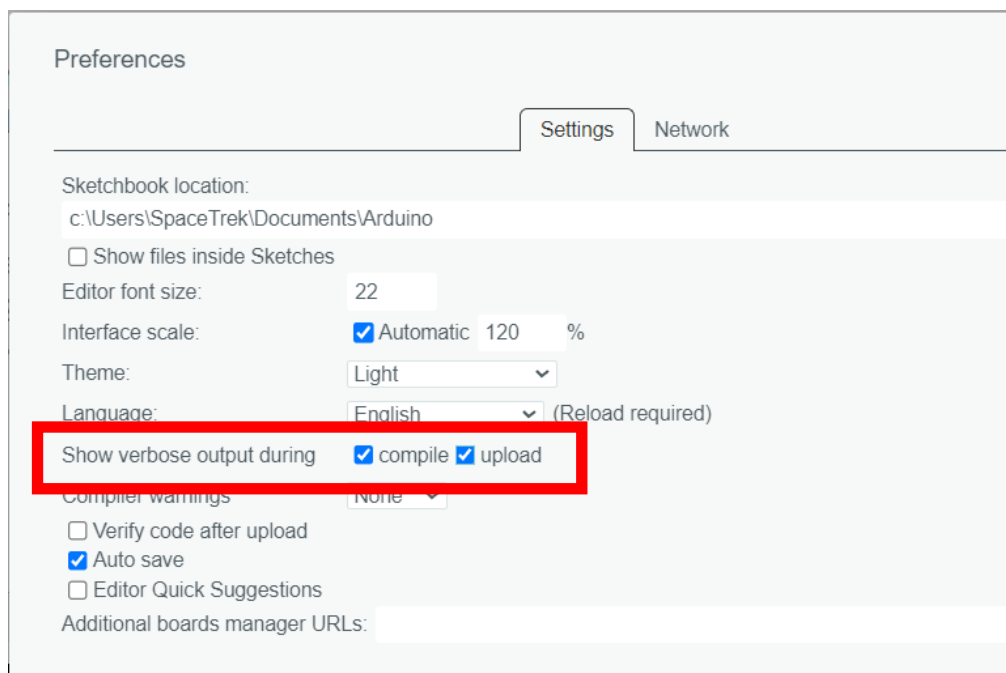 Preferences
Settings Network
Sketchbook location:
c:\Users\SpaceTrek\Documents\Arduino
Show files inside Sketches
Editor font size: 22
Interface scale: Automatic 120 %
Theme: Light
Language: English (Reload required)
Show verbose output during compile upload
Compiler warnings None
Verify code after upload
Auto save
Editor Quick Suggestions
Additional boards manager URLs: